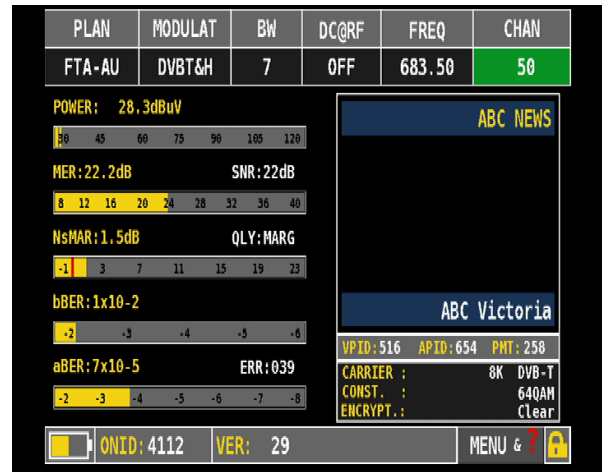 PLAN MODULAT BW DC@RF FREQ CHAN
FTA-AU DVBT&H 7 OFF 683.50 50
POWER: 28.3dBuV
30 45 60 75 90 105 120
MER:22.2dB SNR:22dB
8 12 16 20 24 28 32 36 40
NsMAR:1.5dB QLY:MARG
-1 3 7 11 15 19 23
bBER:1x10-2
-2 -3 -4 -5 -6
aBER:7x10-5 ERR:039
-2 -3 -4 -5 -6 -7 -8
ABC NEWS
ABC Victoria
VPID:516 APID:654 PMT:258
CARRIER : 8K DVB-T
CONST. : 64QAM
ENCRYPT.: Clear
ONID:4112 VER: 29 MENU & ?